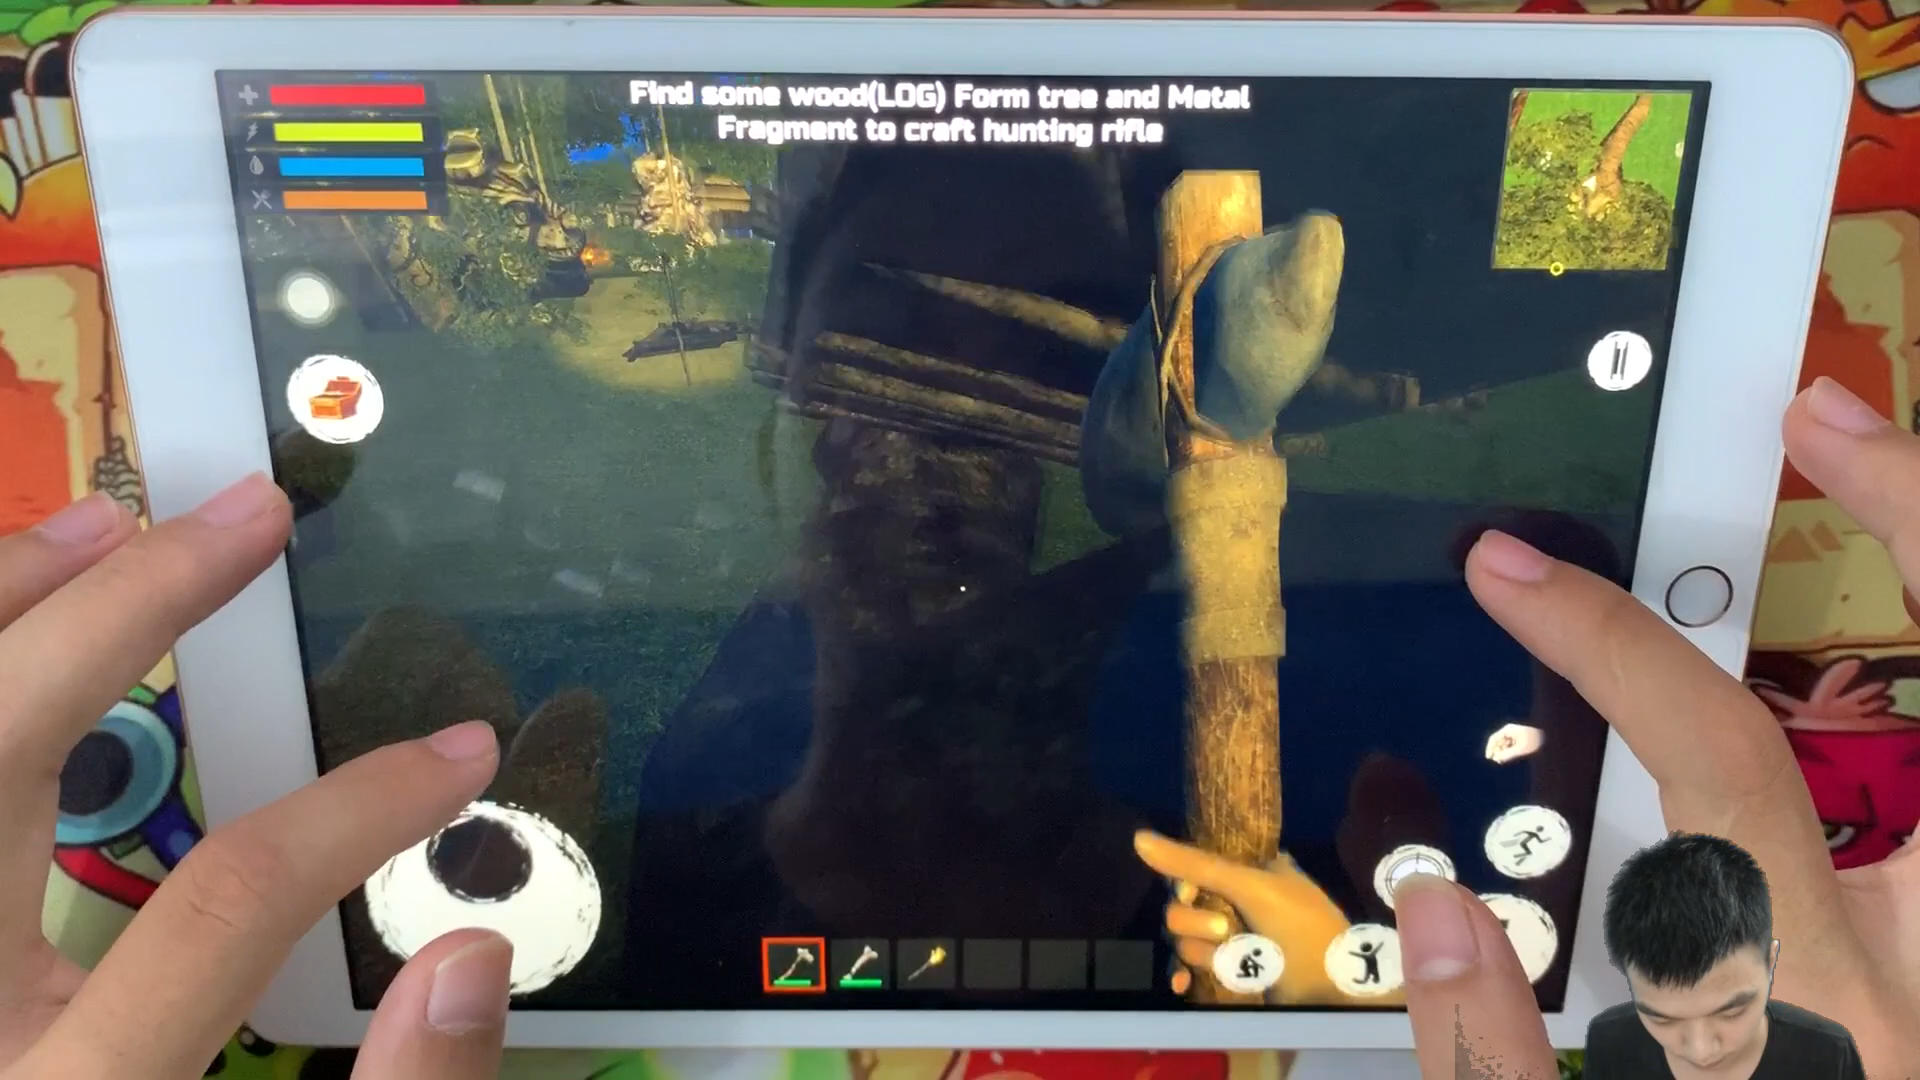 Find some wood(LOG) Form tree and Metal
Fragment to craft hunting rifle